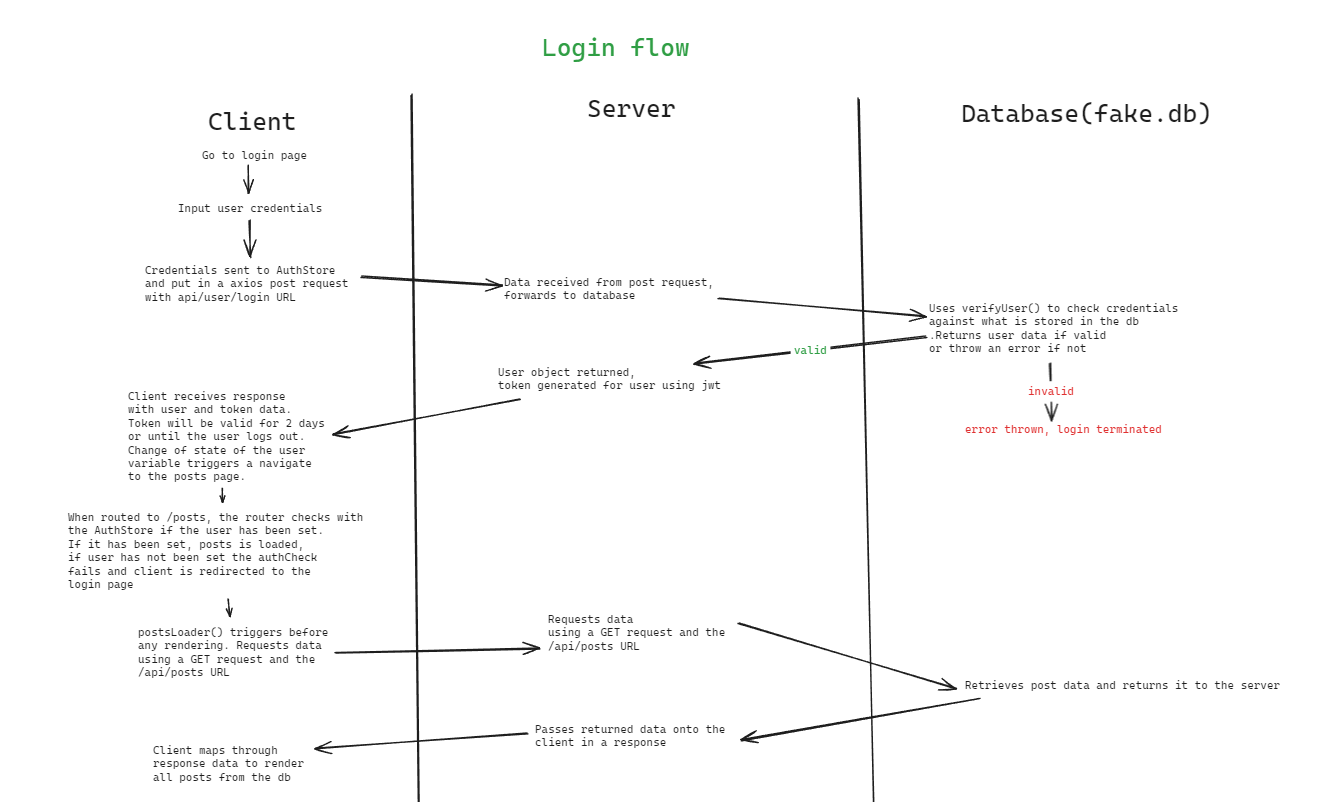 Login flow
Client
Server
Database(fake.db)
Go to login page
Input user credentials
Credentials sent to AuthStore
and put in a axios post request
with api/user/login URL
Data received from post request,
forwards to database
Uses verifyUser() to check credentials
against what is stored in the db
.Returns user data if valid
or throw an error if not
valid
invalid
error thrown, login terminated
User object returned,
token generated for user using jwt
Client receives response
with user and token data.
Token will be valid for 2 days
or until the user logs out.
Change of state of the user
variable triggers a navigate
to the posts page.
When routed to /posts, the router checks with
the AuthStore if the user has been set.
If it has been set, posts is loaded,
if user has not been set the authCheck
fails and client is redirected to the
login page
postsLoader() triggers before
any rendering. Requests data
using a GET request and the
/api/posts URL
Requests data
using a GET request and the
/api/posts URL
Retrieves post data and returns it to the server
Passes returned data onto the
client in a response
Client maps through
response data to render
all posts from the db